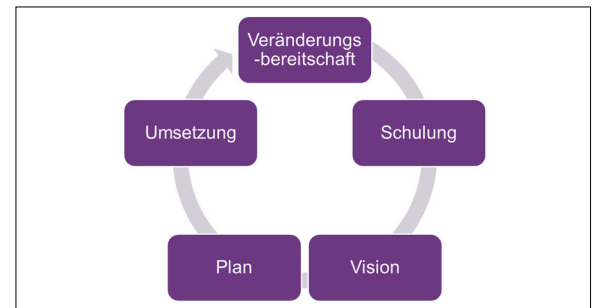 Veränderungs
-bereitschaft
Schulung
Vision
Plan
Umsetzung